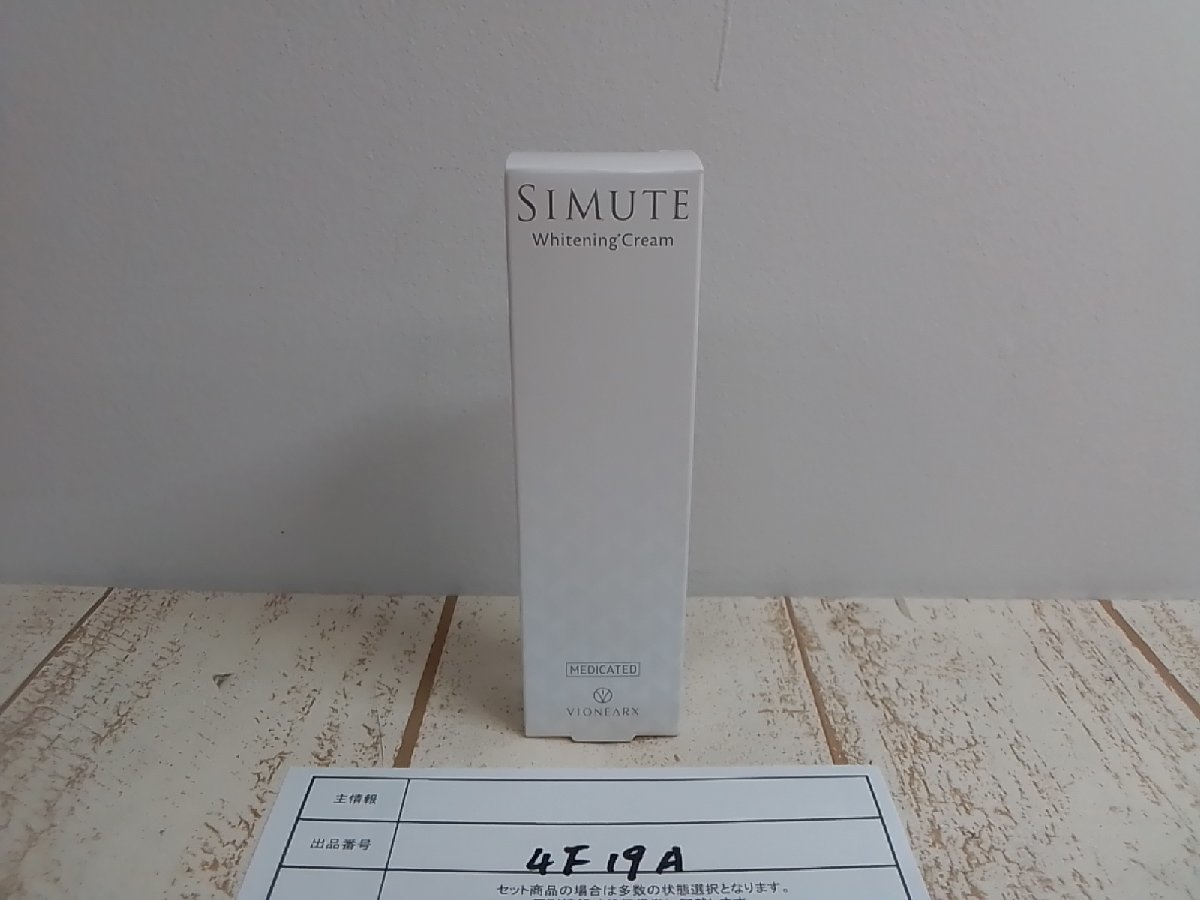 SIMUTE
Whitening*Cream
MEDICATED
VIONEARX
主情報
出品番号
4F19A
セット商品の場合は多数の状態選択となります。